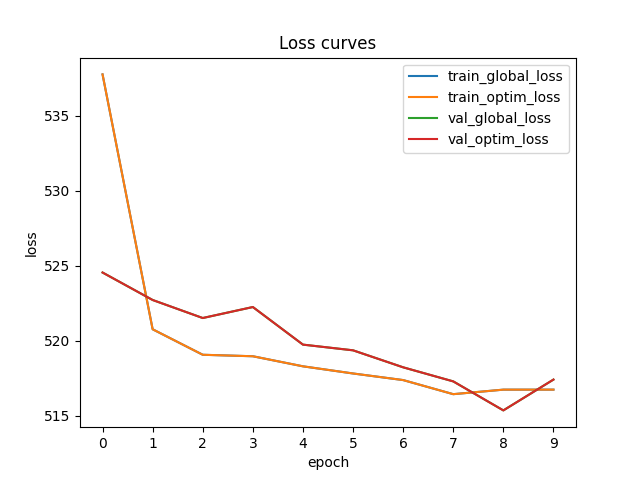 Loss curves
train_global_loss
train_optim_loss
val_global_loss
val_optim_loss
535
530
525
520
515
loss
0 1 2 3 4 5 6 7 8 9
epoch